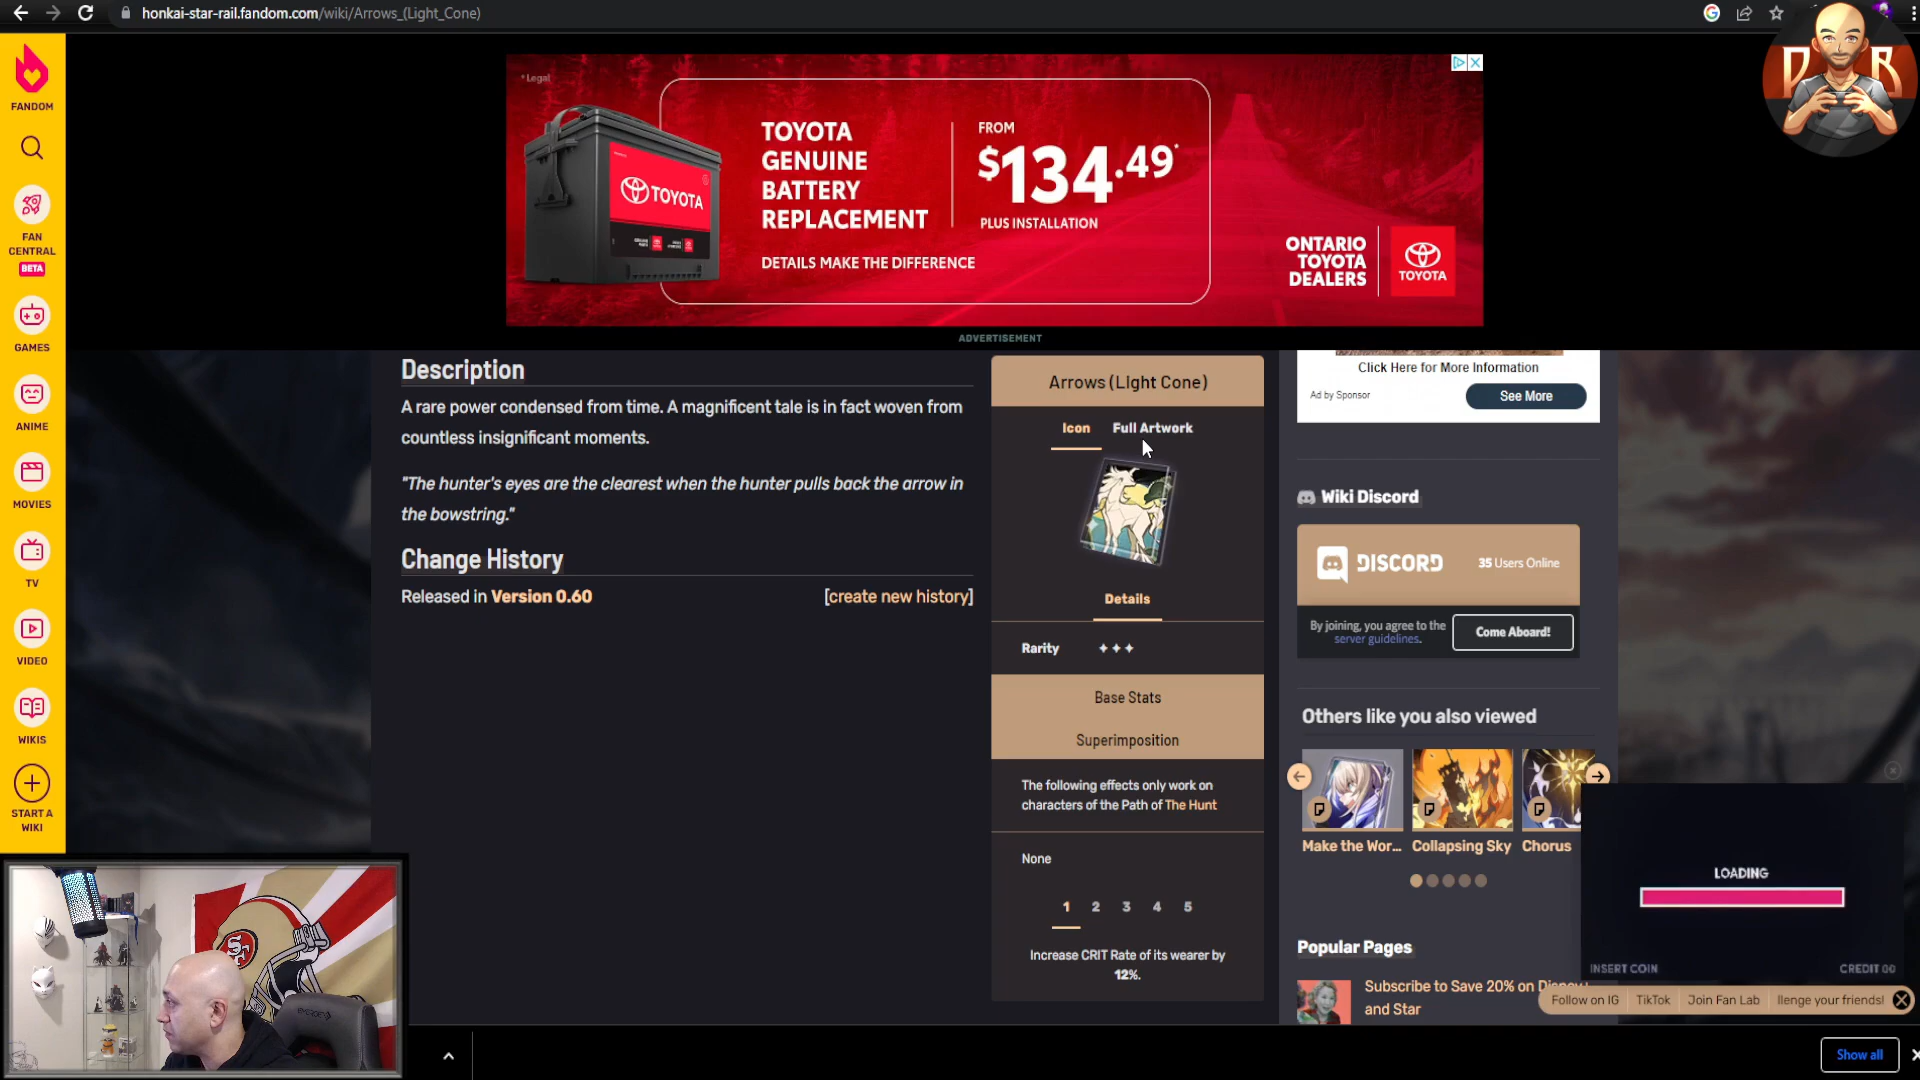 honkai-star-rail.fandom.com/wiki/Arrows_(Light_Cone)
FANDOM
FAN
CENTRAL
BETA
GAMES
ANIME
MOVIES
TV
VIDEO
WIKIS
START A
WIKI
* Legal
TOYOTA
GENUINE
BATTERY
REPLACEMENT
FROM
$134.49*
PLUS INSTALLATION
DETAILS MAKE THE DIFFERENCE
TOYOTA
ONTARIO
TOYOTA
DEALERS
TOYOTA
ADVERTISEMENT
Description
A rare power condensed from time. A magnificent tale is in fact woven from
countless insignificant moments.
"The hunter's eyes are the clearest when the hunter pulls back the arrow in
the bowstring."
Change History
Released in Version 0.60
[create new history]
Arrows (Light Cone)
Icon Full Artwork
Details
Rarity
Base Stats
Superimposition
The following effects only work on
characters of the Path of The Hunt
None
1 2 3 4 5
Increase CRIT Rate of its wearer by
12%.
Click Here for More Information
Ad by Sponsor
See More
Wiki Discord
DISCORD
35 Users Online
By joining, you agree to the
server guidelines.
Come Aboard!
Others like you also viewed
Make the Wor... Collapsing Sky Chorus
Popular Pages
Subscribe to Save 20% on
and Star
LOADING
INSERT COIN
CREDIT 00
Follow on IG TikTok Join Fan Lab llenge your friends!
Show all
D R
SF